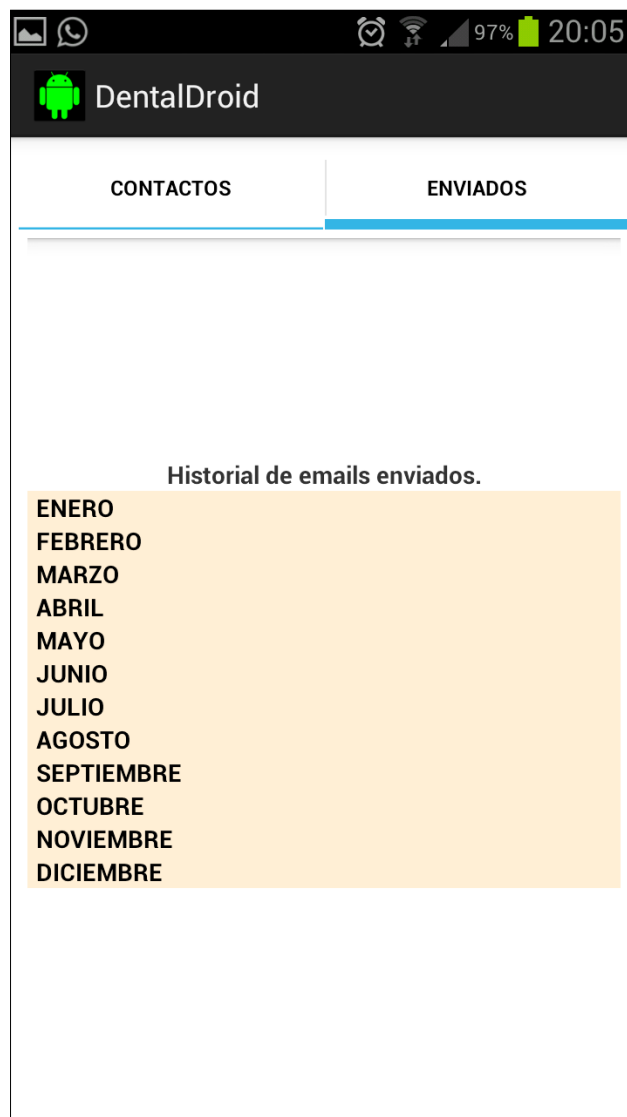 97% 20:05
DentalDroid
CONTACTOS ENVIADOS
Historial de emails enviados.
ENERO
FEBRERO
MARZO
ABRIL
MAYO
JUNIO
JULIO
AGOSTO
SEPTIEMBRE
OCTUBRE
NOVIEMBRE
DICIEMBRE